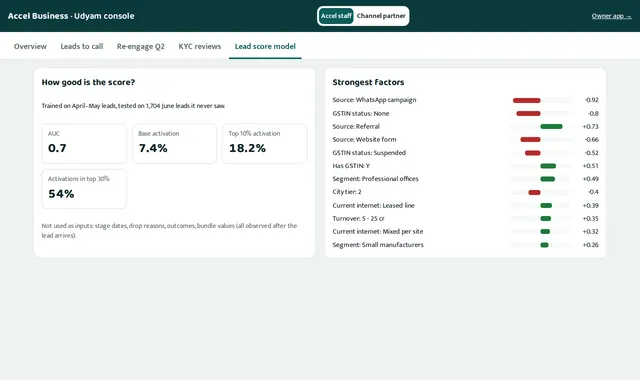 Accel Business · Udyam console
Accel staff
Channel partner
Owner app →
Overview
Leads to call
Re-engage Q2
KYC reviews
Lead score model
How good is the score?
Trained on April–May leads, tested on 1,704 June leads it never saw.
AUC
0.7
Base activation
7.4%
Top 10% activation
18.2%
Activations in top 30%
54%
Not used as inputs: stage dates, drop reasons, outcomes, bundle values (all observed after the
lead arrives).
Strongest factors
Source: WhatsApp campaign -0.92
GSTIN status: None -0.8
Source: Referral +0.73
Source: Website form -0.66
GSTIN status: Suspended -0.52
Has GSTIN: Y +0.51
Segment: Professional offices +0.49
City tier: 2 -0.4
Current internet: Leased line +0.39
Turnover: 5 - 25 cr +0.35
Current internet: Mixed per site +0.32
Segment: Small manufacturers +0.26